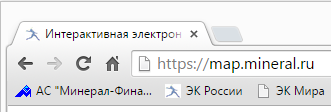 Интерактивная электрон
https://map.mineral.ru
АС "Минерал-Фина... ЭК России ЭК Мира